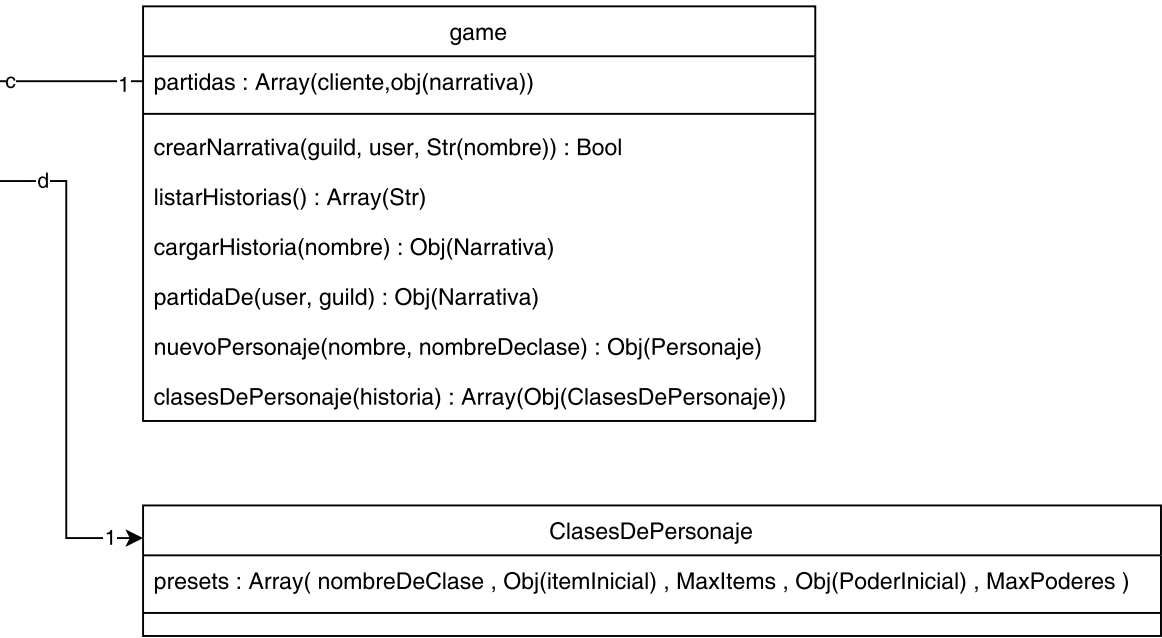 game
c
1
partidas : Array(cliente,obj(narrativa))
crearNarrativa(guild, user, Str(nombre)) : Bool
d
listarHistorias() : Array(Str)
cargarHistoria(nombre) : Obj(Narrativa)
partidaDe(user, guild) : Obj(Narrativa)
nuevoPersonaje(nombre, nombreDeclase) : Obj(Personaje)
clasesDePersonaje(historia) : Array(Obj(ClasesDePersonaje))
1
ClasesDePersonaje
presets : Array( nombreDeClase , Obj(itemInicial) , MaxItems , Obj(PoderInicial) , MaxPoderes )